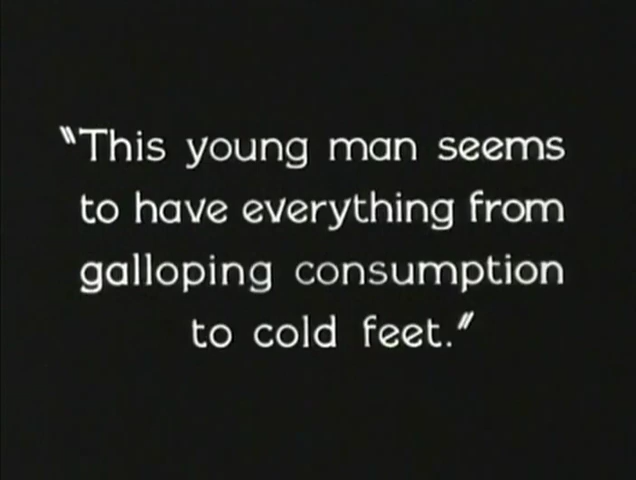 "This young man seems
to have everything from
galloping consumption
to cold feet."